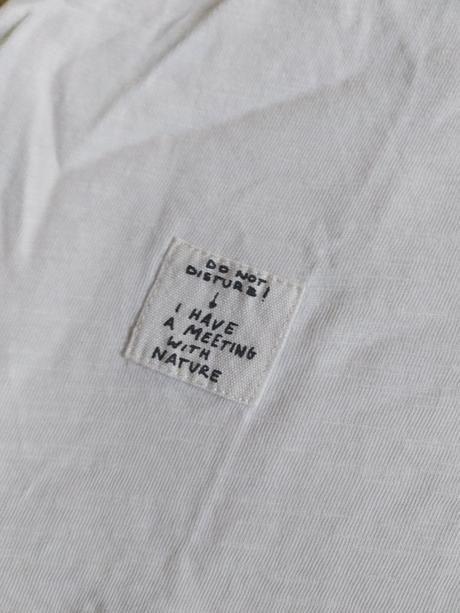 DO NOT
DISTURB!
↓
I HAVE
A MEETING
WITH
NATURE